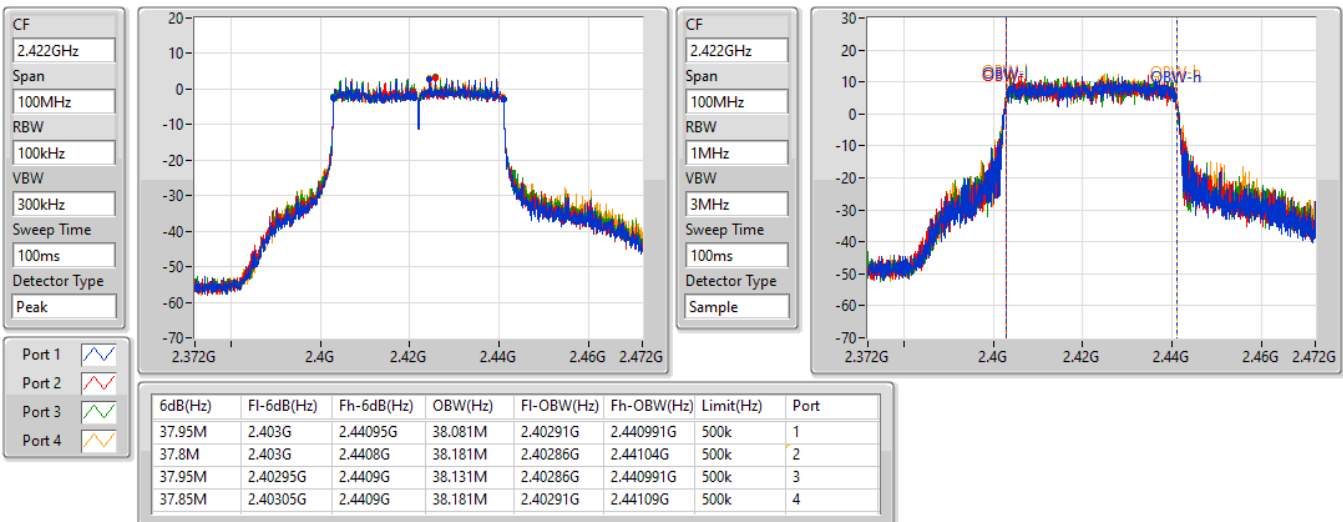 CF
2.422GHz
Span
100MHz
RBW
100kHz
VBW
300kHz
Sweep Time
100ms
Detector Type
Peak
20
10
0
-10
-20
-30
-40
-50
-60
-70
2.372G 2.4G 2.42G 2.44G 2.46G 2.472G
CF
2.422GHz
Span
100MHz
RBW
1MHz
VBW
3MHz
Sweep Time
100ms
Detector Type
Sample
30
20
10
0
-10
-20
-30
-40
-50
-60
-70
OBW-l OBW-h
2.372G 2.4G 2.42G 2.44G 2.46G 2.472G
Port 1
Port 2
Port 3
Port 4
6dB(Hz) Fl-6dB(Hz) Fh-6dB(Hz) OBW(Hz) Fl-OBW(Hz) Fh-OBW(Hz) Limit(Hz) Port
37.95M 2.403G 2.44095G 38.081M 2.40291G 2.440991G 500k 1
37.8M 2.403G 2.4408G 38.181M 2.40286G 2.44104G 500k 2
37.95M 2.40295G 2.4409G 38.131M 2.40286G 2.440991G 500k 3
37.85M 2.40305G 2.4409G 38.181M 2.40291G 2.44109G 500k 4